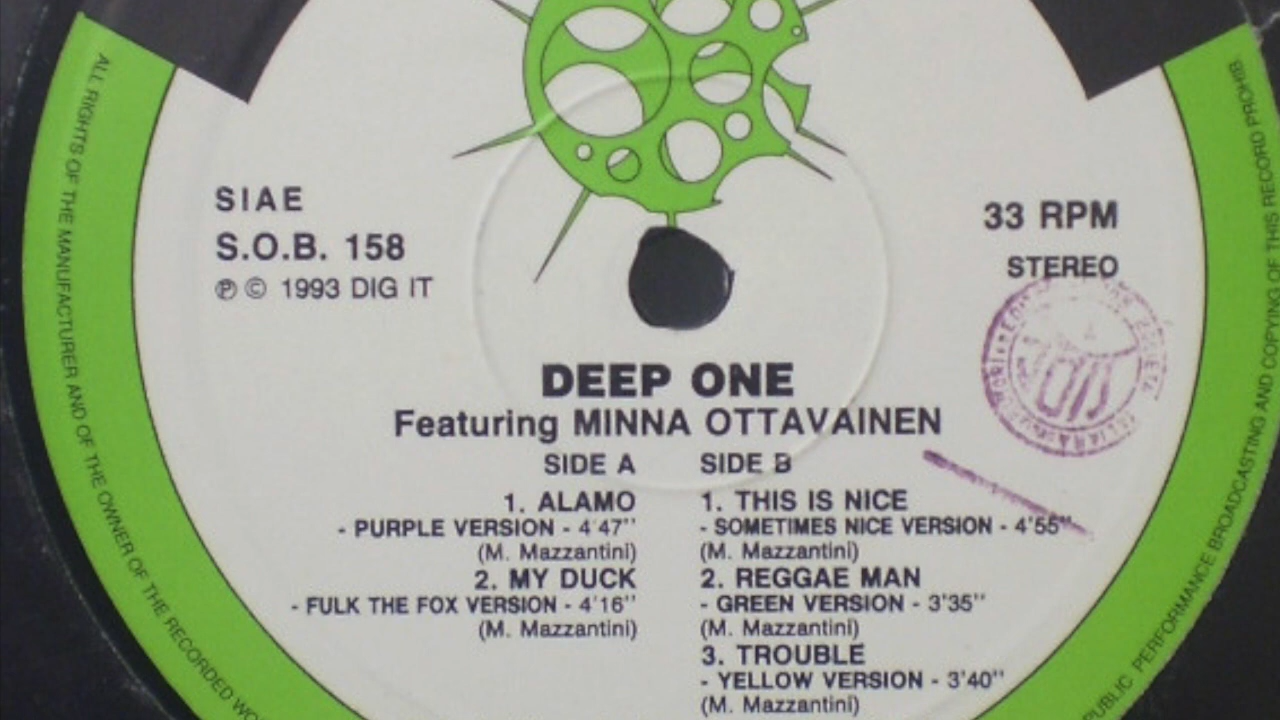 SIAE
S.O.B. 158
℗ © 1993 DIG IT
33 RPM
STEREO
DEEP ONE
Featuring MINNA OTTAVAINEN
SIDE A
1. ALAMO
- PURPLE VERSION - 4'47''
(M. Mazzantini)
2. MY DUCK
- FULK THE FOX VERSION - 4'16''
(M. Mazzantini)
SIDE B
1. THIS IS NICE
- SOMETIMES NICE VERSION - 4'55''
(M. Mazzantini)
2. REGGAE MAN
- GREEN VERSION - 3'35''
(M. Mazzantini)
3. TROUBLE
- YELLOW VERSION - 3'40''
(M. Mazzantini)
ALL RIGHTS OF THE MANUFACTURER AND OF THE OWNER OF THE RECORDED WO
PUBLIC PERFORMANCE BROADCASTING AND COPYING OF THIS RECORD PROHIB